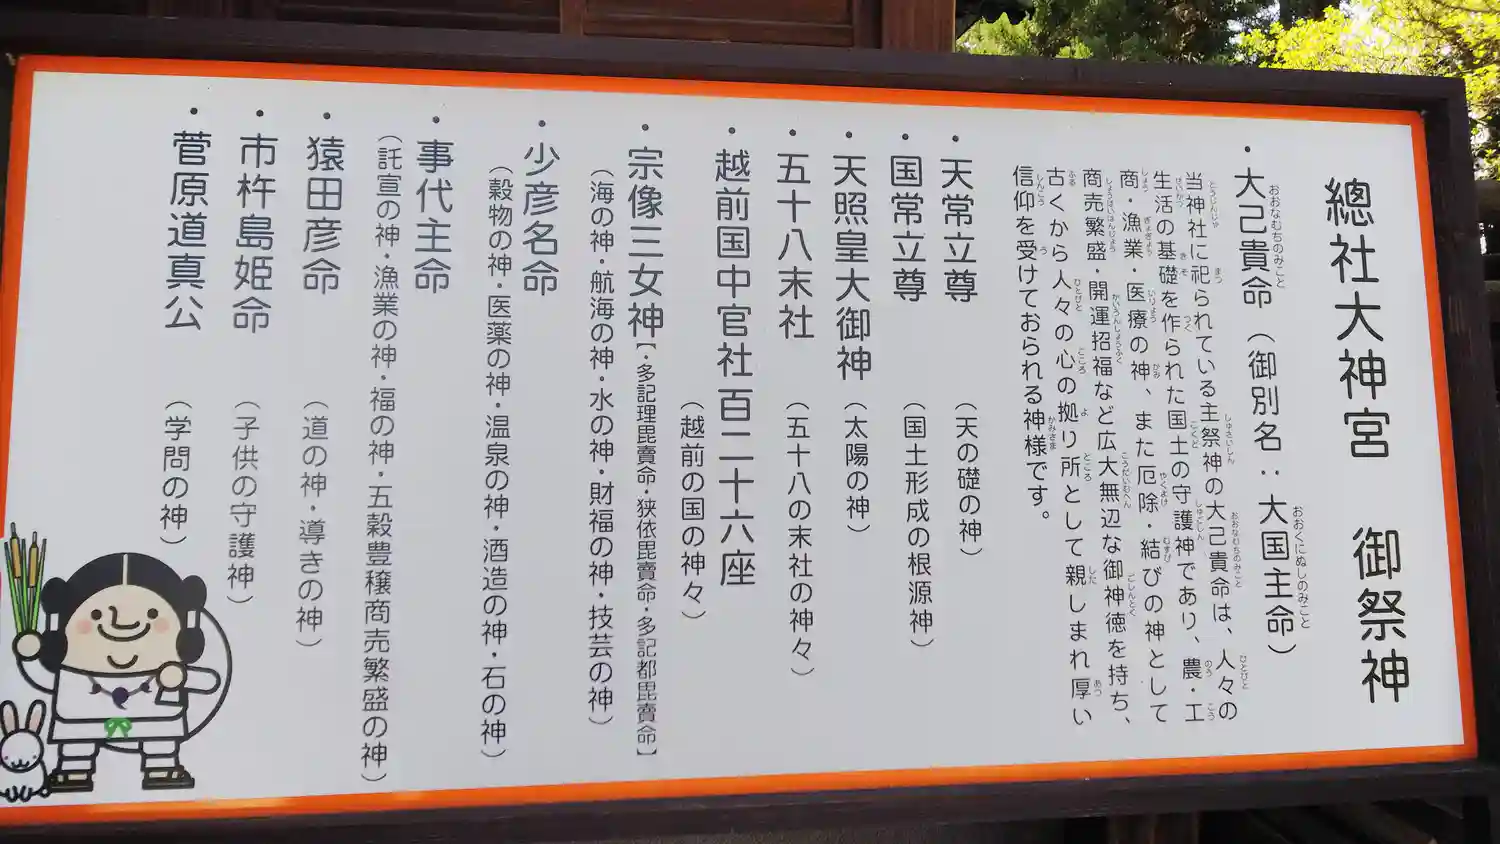 總社大神宮　御祭神
・大己貴命（御別名：大国主命）
当神社に祀られている主祭神の大己貴命は、人々の
生活の基礎を作られた国土の守護神であり、農・工
商・漁業・医療の神、また厄除・結びの神として
商売繁盛・開運招福など広大無辺な御神徳を持ち、
古くから人々の心の拠り所として親しまれ厚い
信仰を受けておられる神様です。
・天常立尊（天の礎の神）
・国常立尊（国土形成の根源神）
・天照皇大御神（太陽の神）
・五十八末社（五十八の末社の神々）
・越前国中官社百二十六座
（越前の国の神々）
・宗像三女神【・多記理毘賣命・狭依毘賣命・多記都毘賣命】
（海の神・航海の神・水の神・財福の神・技芸の神）
・少彦名命
（穀物の神・医薬の神・温泉の神・酒造の神・石の神）
・事代主命
（託宣の神・漁業の神・福の神・五穀豊穣商売繁盛の神）
・猿田彦命（道の神・導きの神）
・市杵島姫命（子供の守護神）
・菅原道真公（学問の神）